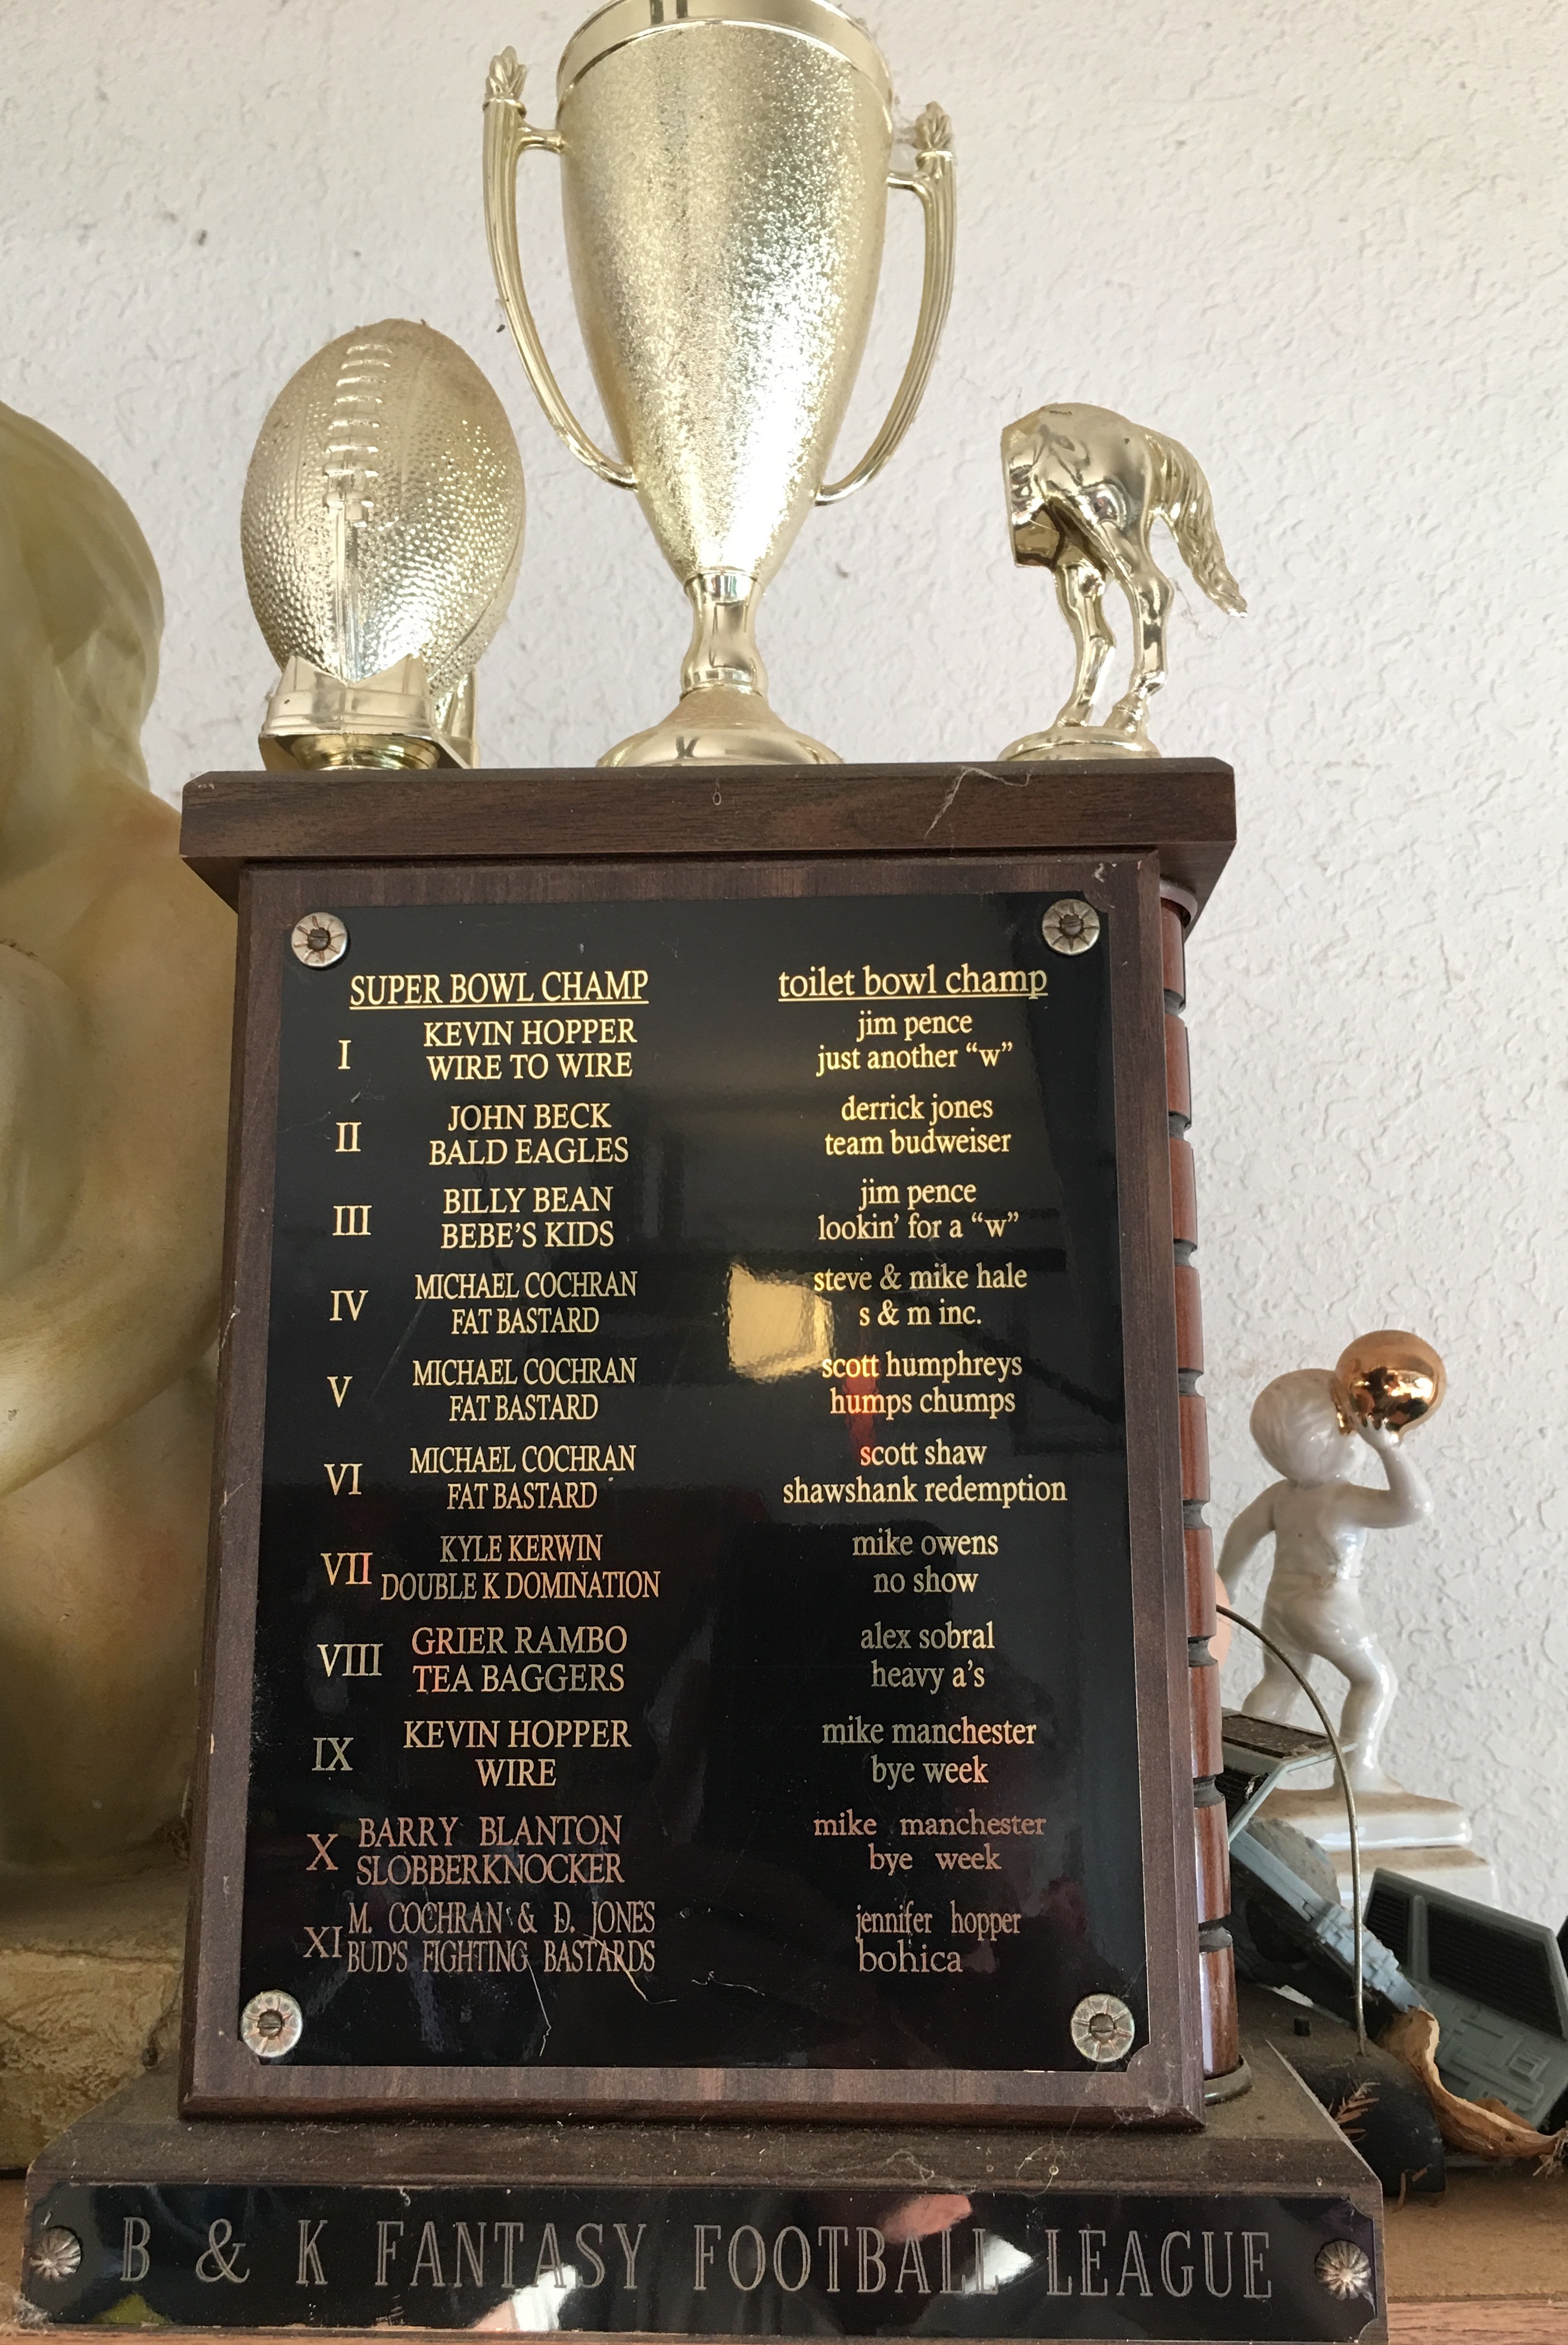 SUPER BOWL CHAMP toilet bowl champ
I KEVIN HOPPER jim pence
WIRE TO WIRE just another “w”
II JOHN BECK derrick jones
BALD EAGLES team budweiser
III BILLY BEAN jim pence
BEBE’S KIDS lookin’ for a “w”
IV MICHAEL COCHRAN steve & mike hale
FAT BASTARD s & m inc.
V MICHAEL COCHRAN scott humphreys
FAT BASTARD humps chumps
VI MICHAEL COCHRAN scott shaw
FAT BASTARD shawshank redemption
VII KYLE KERWIN mike owens
DOUBLE K DOMINATION no show
VIII GRIER RAMBO alex sobral
TEA BAGGERS heavy a’s
IX KEVIN HOPPER mike manchester
WIRE bye week
X BARRY BLANTON mike manchester
SLOBBERKNOCKER bye week
XI M. COCHRAN & D. JONES jennifer hopper
BUD'S FIGHTING BASTARDS bohica
B & K FANTASY FOOTBALL LEAGUE